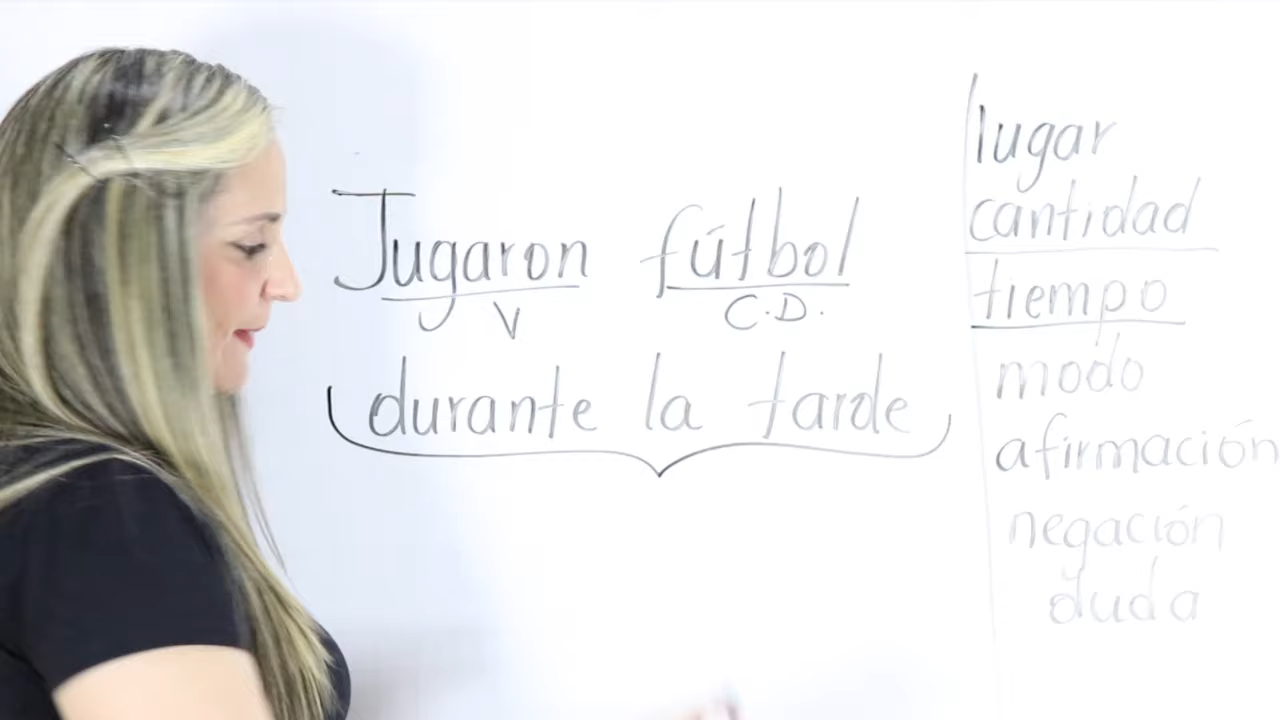 Jugaron fútbol
V C.D.
durante la tarde
lugar
cantidad
tiempo
modo
afirmación
negación
duda